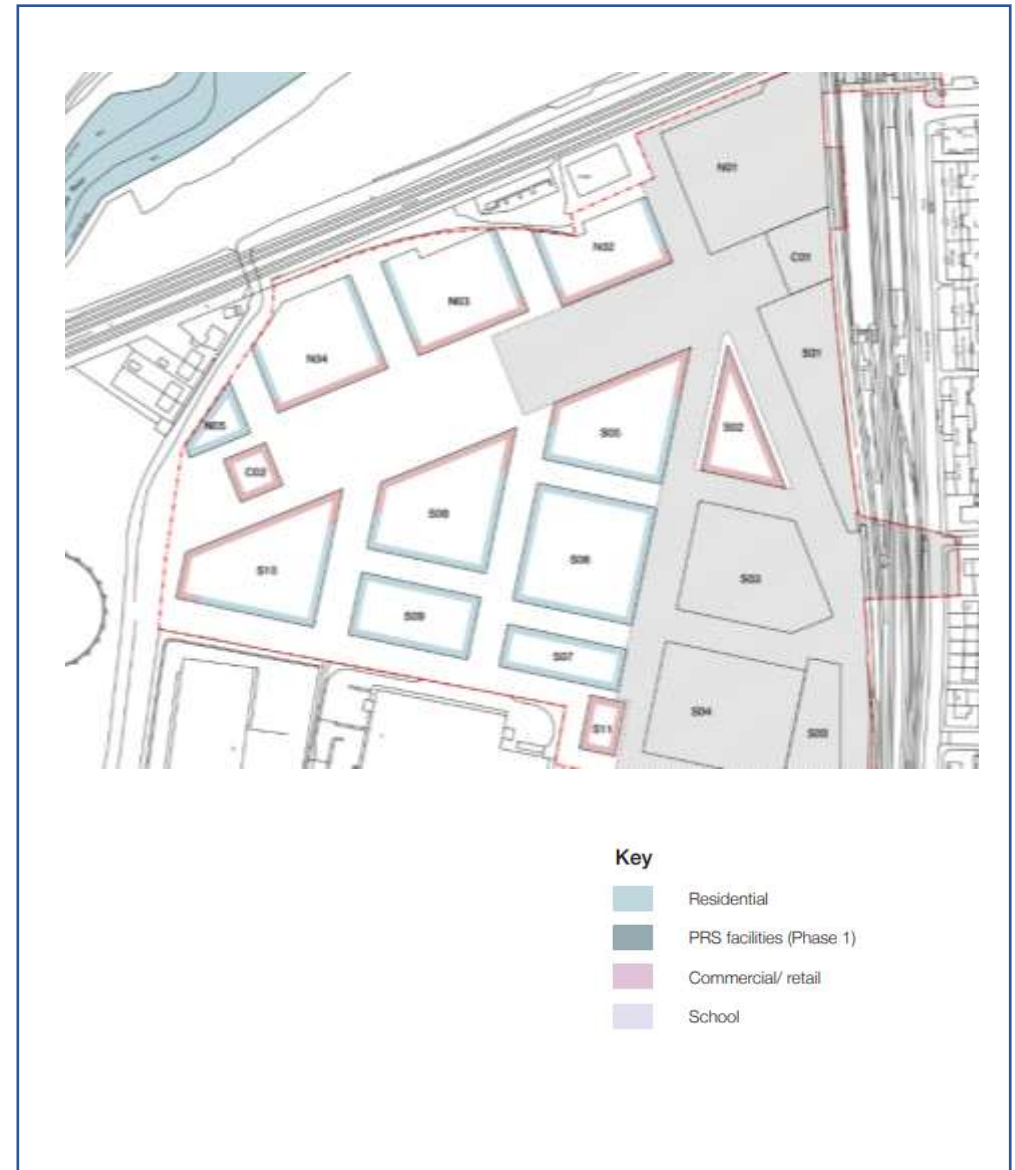 N01
N02
C01
N03
S01
N04
N05
S02
S05
C02
S08
S06
S10
S03
S09
S07
S04
S11
Key
Residential
PRS facilities (Phase 1)
Commercial/ retail
School